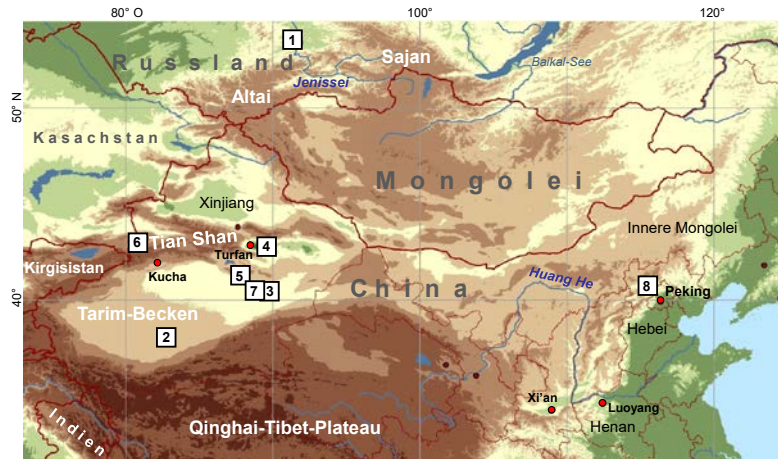 80° O
100°
120°
1
Russland
Sajan
Baikal-See
Jenissei
Altai
50° N
Kasachstan
Mongolei
Xinjiang
Innere Mongolei
6
Tian Shan
4
Turfan
Kirgisistan
Kucha
5
7
3
China
Huang He
8
Peking
40°
Tarim-Becken
2
Hebei
Xi'an
Luoyang
Indien
Qinghai-Tibet-Plateau
Henan